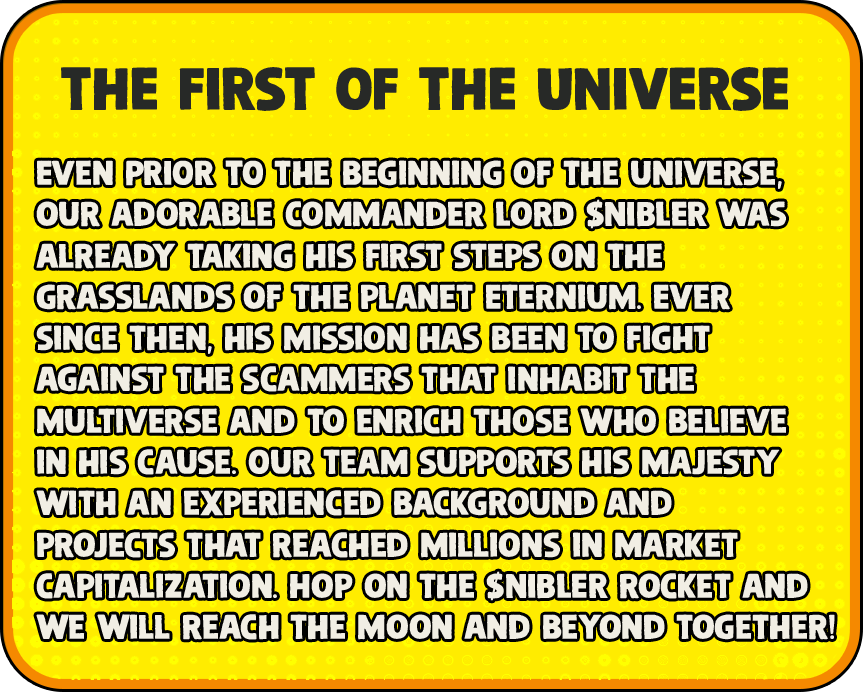 THE FIRST OF THE UNIVERSE
EVEN PRIOR TO THE BEGINNING OF THE UNIVERSE,
OUR ADORABLE COMMANDER LORD $NIBLER WAS
ALREADY TAKING HIS FIRST STEPS ON THE
GRASSLANDS OF THE PLANET ETERNIUM. EVER
SINCE THEN, HIS MISSION HAS BEEN TO FIGHT
AGAINST THE SCAMMERS THAT INHABIT THE
MULTIVERSE AND TO ENRICH THOSE WHO BELIEVE
IN HIS CAUSE. OUR TEAM SUPPORTS HIS MAJESTY
WITH AN EXPERIENCED BACKGROUND AND
PROJECTS THAT REACHED MILLIONS IN MARKET
CAPITALIZATION. HOP ON THE $NIBLER ROCKET AND
WE WILL REACH THE MOON AND BEYOND TOGETHER!